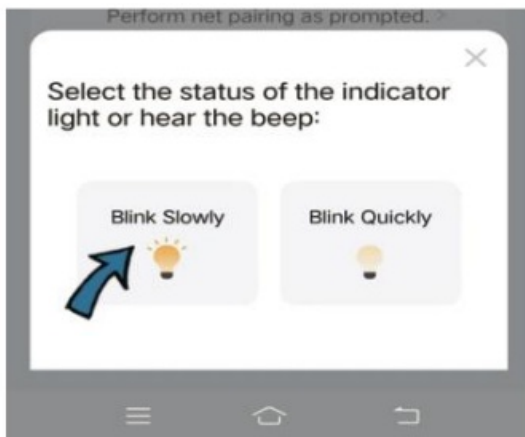 Perform net pairing as prompted. >
Select the status of the indicator
light or hear the beep:
Blink Slowly
Blink Quickly